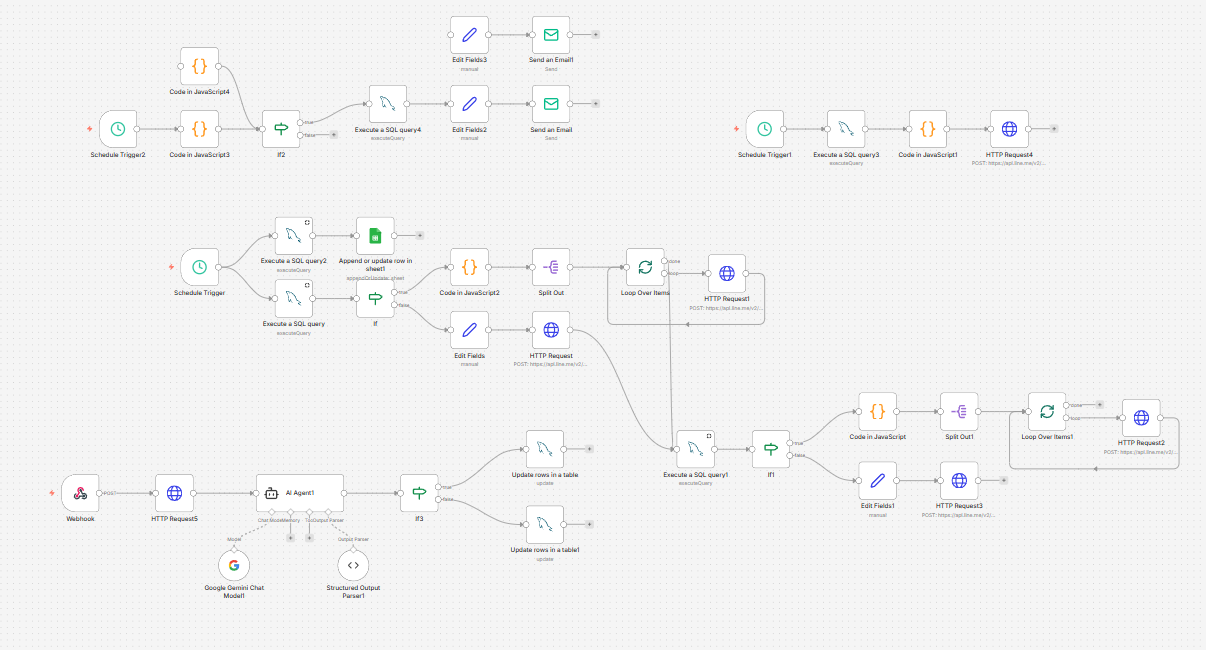 Edit Fields3
manual
Send an Email1
Send
Code in JavaScript4
Schedule Trigger2
Code in JavaScript3
If2
true
false
Execute a SQL query4
executeQuery
Edit Fields2
manual
Send an Email
Send
Schedule Trigger1
Execute a SQL query3
executeQuery
Code in JavaScript1
HTTP Request4
POST: https://api.line.me/v2/...
Schedule Trigger
Execute a SQL query2
executeQuery
Append or update row in
sheet1
appendOrUpdate: sheet
Execute a SQL query
executeQuery
If
true
false
Code in JavaScript2
Split Out
Loop Over Items
done
loop
HTTP Request1
POST: https://api.line.me/v2/...
Edit Fields
manual
HTTP Request
POST: https://api.line.me/v2/...
Execute a SQL query1
executeQuery
If1
true
false
Code in JavaScript
Split Out1
Loop Over Items1
done
loop
HTTP Request2
POST: https://api.line.me/v2/...
Edit Fields1
manual
HTTP Request3
POST: https://api.line.me/v2/...
Webhook
POST
HTTP Request5
AI Agent1
Chat Model
Memory
Tool
Output Parser
Model
Google Gemini Chat
Model1
Output Parser
Structured Output
Parser1
If3
true
false
Update rows in a table
update
Update rows in a table1
update